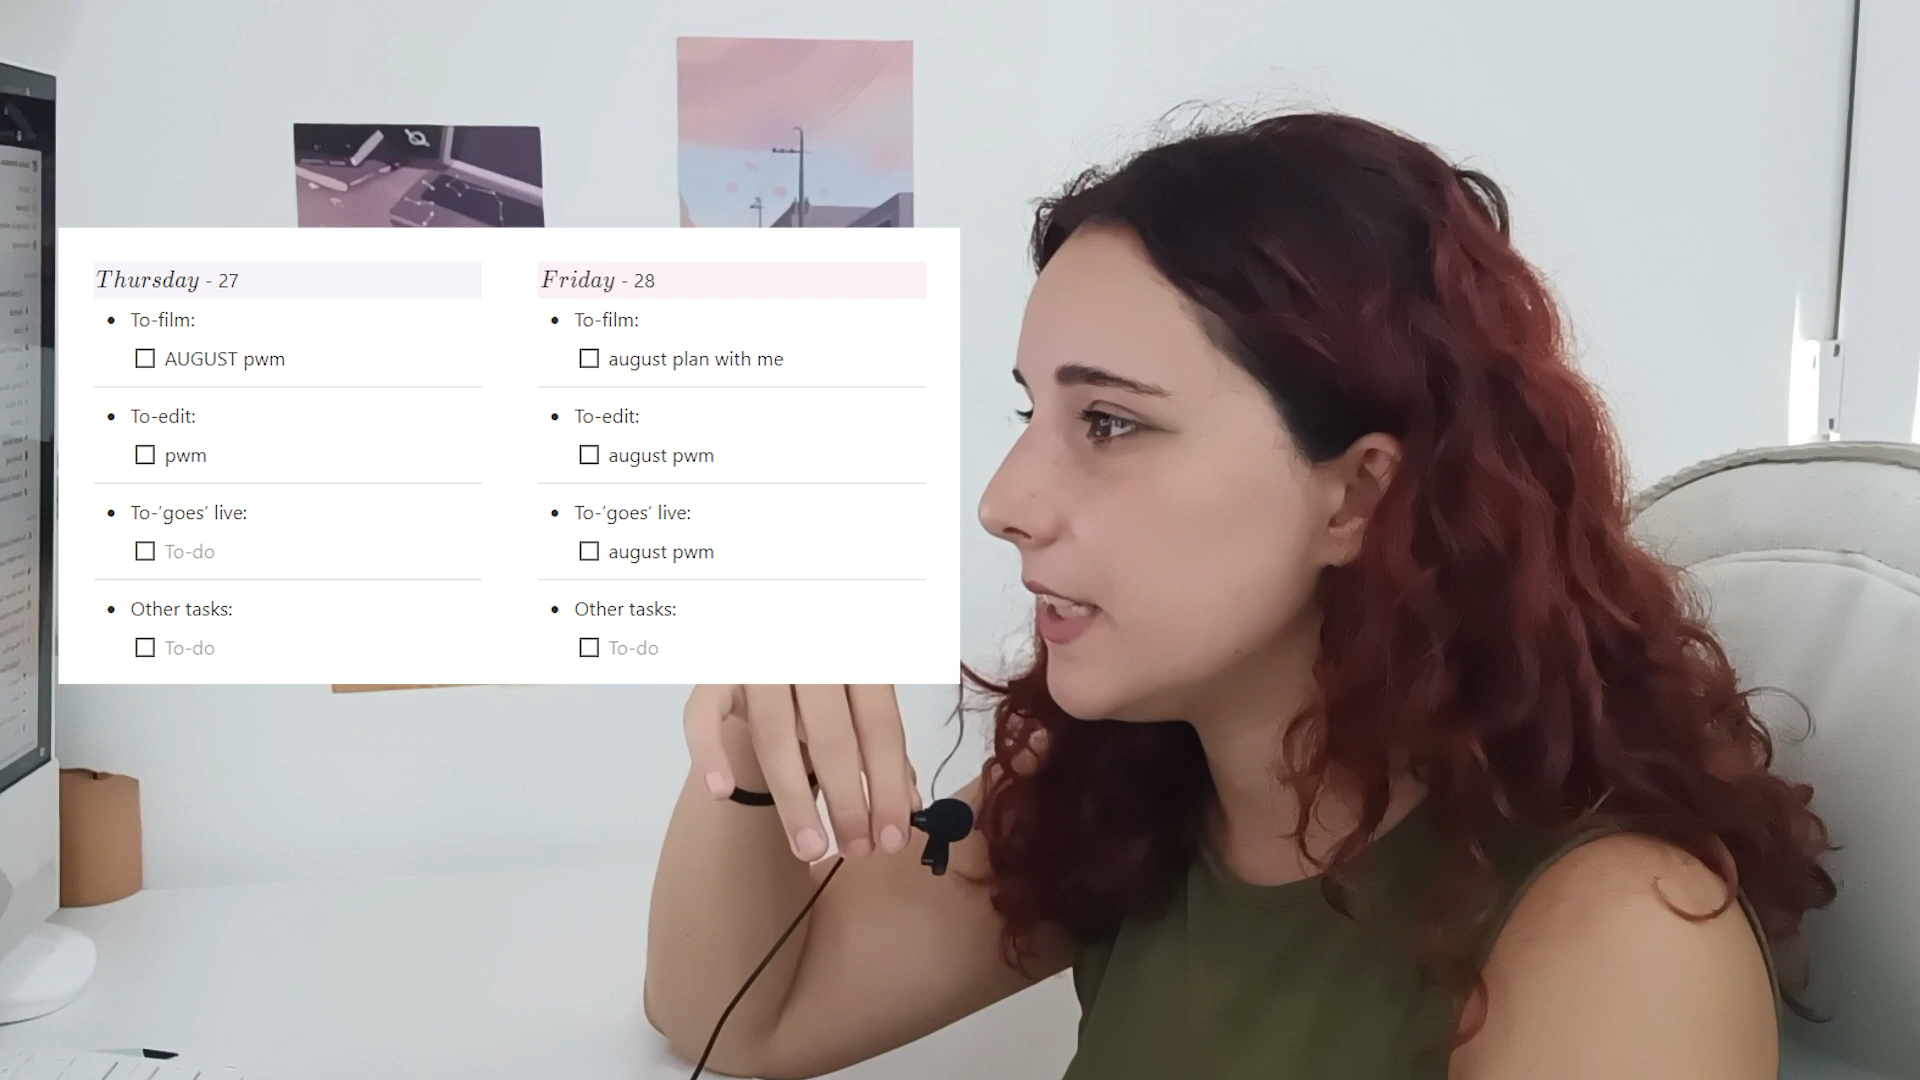 Thursday - 27
To-film:
AUGUST pwm
To-edit:
pwm
To-'goes' live:
To-do
Other tasks:
To-do
Friday - 28
To-film:
august plan with me
To-edit:
august pwm
To-'goes' live:
august pwm
Other tasks:
To-do